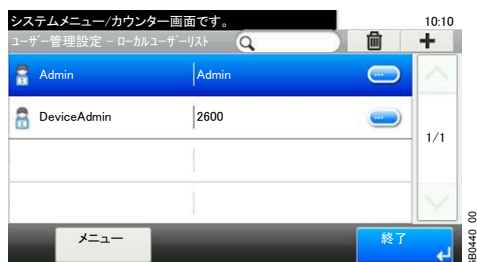 システムメニュー/カウンター画面です。
10:10
ユーザー管理設定 - ローカルユーザーリスト
Admin Admin
DeviceAdmin 2600
1/1
メニュー
終了
GB0440 00